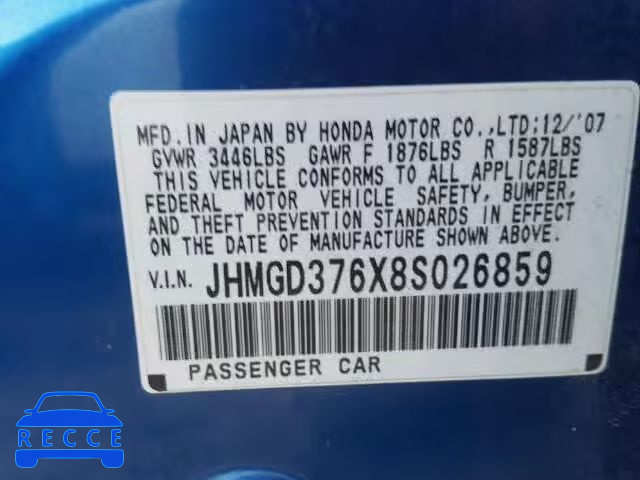 MFD.IN JAPAN BY HONDA MOTOR CO.,LTD;12/'07
GVWR 3446LBS GAWR F 1876LBS R 1587LBS
THIS VEHICLE CONFORMS TO ALL APPLICABLE
FEDERAL MOTOR VEHICLE SAFETY, BUMPER,
AND THEFT PREVENTION STANDARDS IN EFFECT
ON THE DATE OF MANUFACTURE SHOWN ABOVE.
V.I.N. JHMGD376X8S026859
PASSENGER CAR
RECCE